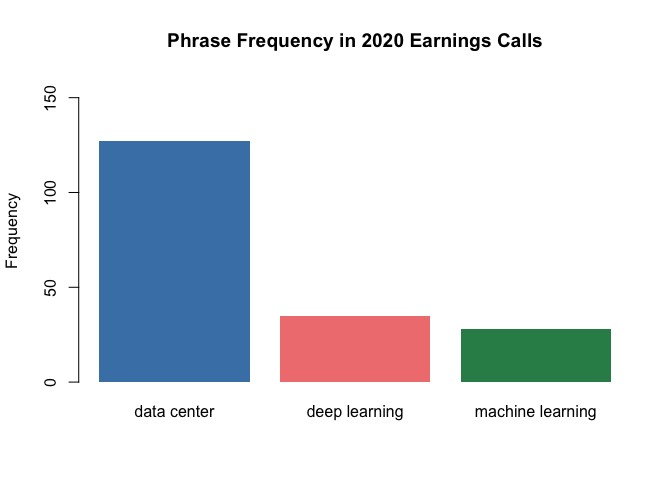 Phrase Frequency in 2020 Earnings Calls
Frequency
150
100
50
0
data center deep learning machine learning